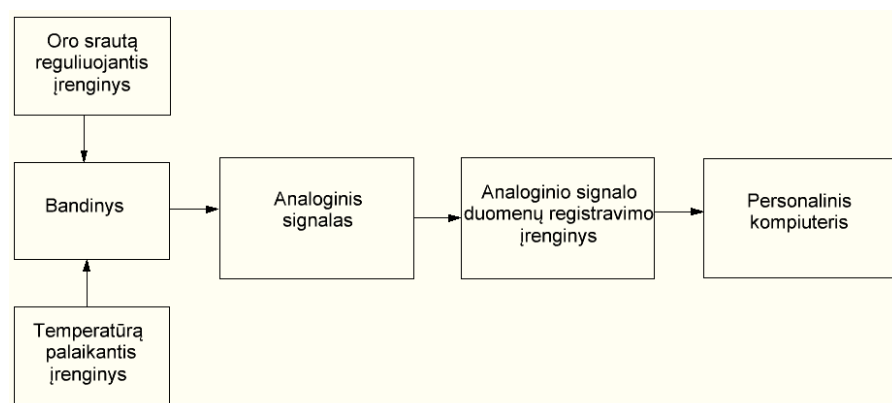 Oro srautą
reguliuojantis
įrenginys
Bandinys
Analoginis
signalas
Analoginio signalo
duomenų registravimo
įrenginys
Personalinis
kompiuteris
Temperatūrą
palaikantis
įrenginys